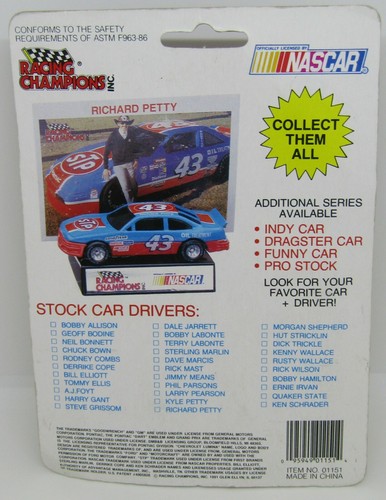 CONFORMS TO THE SAFETY
REQUIREMENTS OF ASTM F963-86
RACING
CHAMPIONS INC.
OFFICIALLY LICENSED BY
NASCAR
RICHARD PETTY
COLLECT
THEM
ALL
STP
43
STP
43
RACING
CHAMPIONS
NASCAR
ADDITIONAL SERIES
AVAILABLE
• INDY CAR
• DRAGSTER CAR
• FUNNY CAR
• PRO STOCK
LOOK FOR YOUR
FAVORITE CAR
+ DRIVER!
STOCK CAR DRIVERS:
BOBBY ALLISON
GEOFF BODINE
NEIL BONNETT
CHUCK BOWN
RODNEY COMBS
DERRIKE COPE
BILL ELLIOTT
TOMMY ELLIS
A.J.FOYT
HARRY GANT
STEVE GRISSOM
DALE JARRETT
BOBBY LABONTE
TERRY LABONTE
STERLING MARLIN
DAVE MARCIS
RICK MAST
JIMMY MEANS
PHIL PARSONS
LARRY PEARSON
KYLE PETTY
RICHARD PETTY
MORGAN SHEPHERD
HUT STRICKLIN
DICK TRICKLE
KENNY WALLACE
RUSTY WALLACE
RICK WILSON
BOBBY HAMILTON
ERNIE IRVAN
QUAKER STATE
KEN SCHRADER
95949 01151
ITEM NO. 01151
MADE IN CHINA